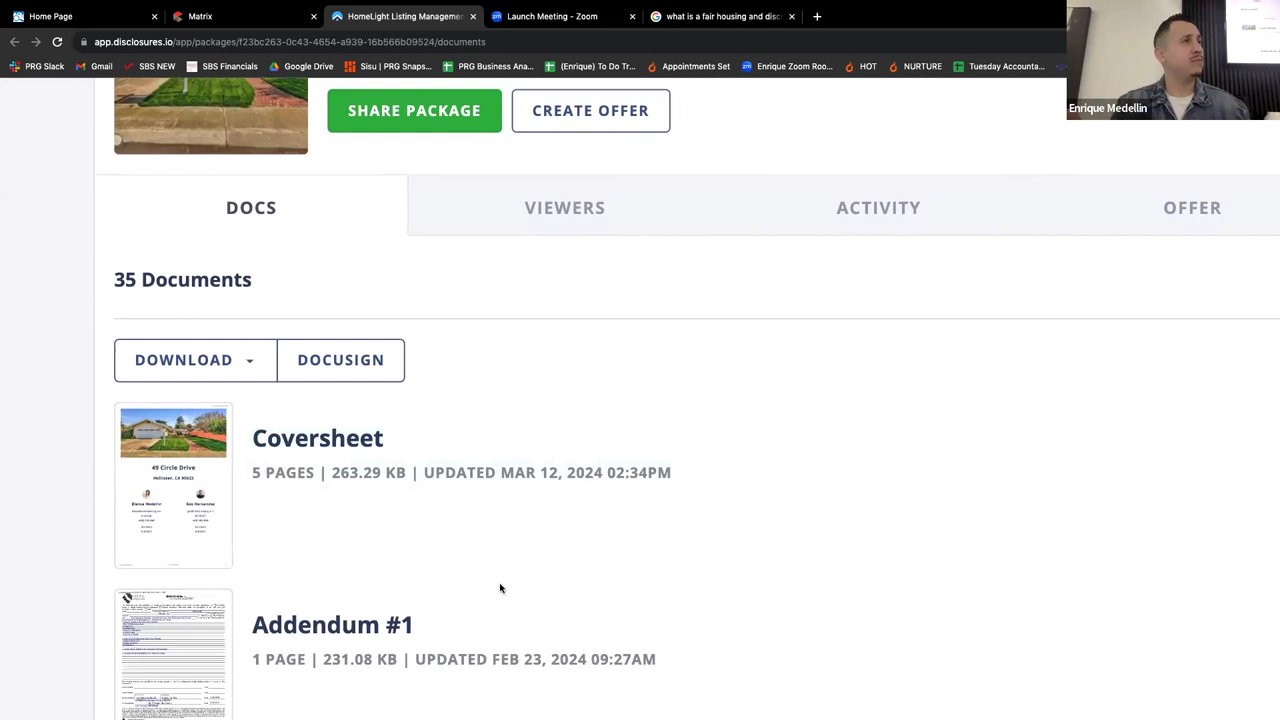 Home Page
Matrix
HomeLight Listing Managemen
Launch Meeting - Zoom
what is a fair housing and disc
app.disclosures.io/app/packages/f23bc263-0c43-4654-a939-16b566b09524/documents
PRG Slack
Gmail
SBS NEW
SBS Financials
Google Drive
Sisu | PRG Snaps...
PRG Business Ana...
(Enrique) To Do Tr...
Appointments Set
Enrique Zoom Roo...
HOT
NURTURE
Tuesday Accounta...
Enrique Medellin
SHARE PACKAGE
CREATE OFFER
DOCS
VIEWERS
ACTIVITY
OFFER
35 Documents
DOWNLOAD
DOCUSIGN
49 Circle Drive
Hollister, CA 95023
Coversheet
5 PAGES | 263.29 KB | UPDATED MAR 12, 2024 02:34PM
Addendum #1
1 PAGE | 231.08 KB | UPDATED FEB 23, 2024 09:27AM